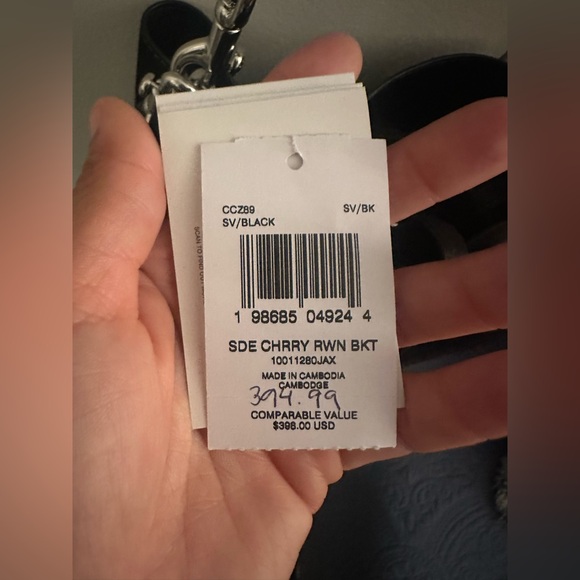 CCZ89 SV/BK
SV/BLACK
1 98685 04924 4
SDE CHRRY RWN BKT
10011280JAX
MADE IN CAMBODIA
CAMBODGE
394.99
COMPARABLE VALUE
$398.00 USD